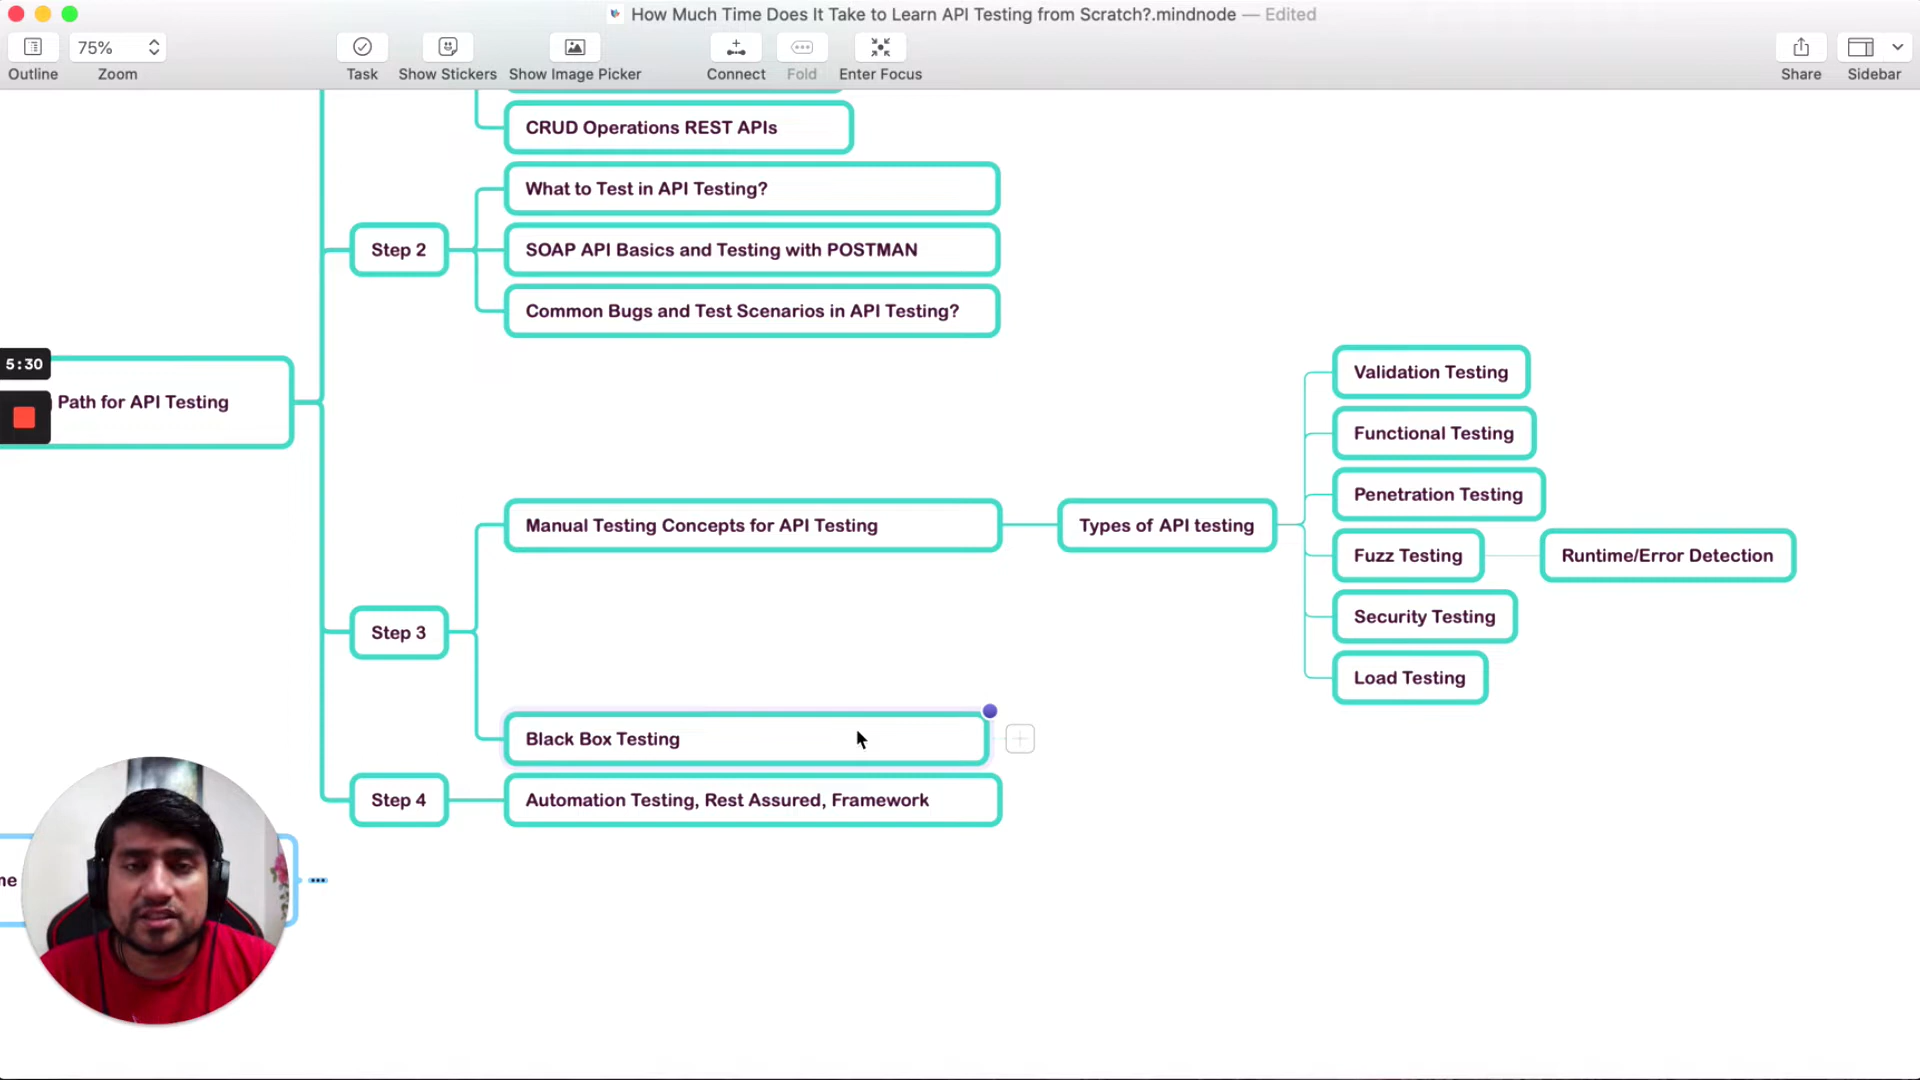 How Much Time Does It Take to Learn API Testing from Scratch?.mindnode — Edited
75%
Outline
Zoom
Task
Show Stickers
Show Image Picker
Connect
Fold
Enter Focus
Share
Sidebar
CRUD Operations REST APIs
What to Test in API Testing?
Step 2
SOAP API Basics and Testing with POSTMAN
Common Bugs and Test Scenarios in API Testing?
5:30
Path for API Testing
Validation Testing
Functional Testing
Penetration Testing
Manual Testing Concepts for API Testing
Types of API testing
Fuzz Testing
Runtime/Error Detection
Security Testing
Step 3
Load Testing
Black Box Testing
Step 4
Automation Testing, Rest Assured, Framework